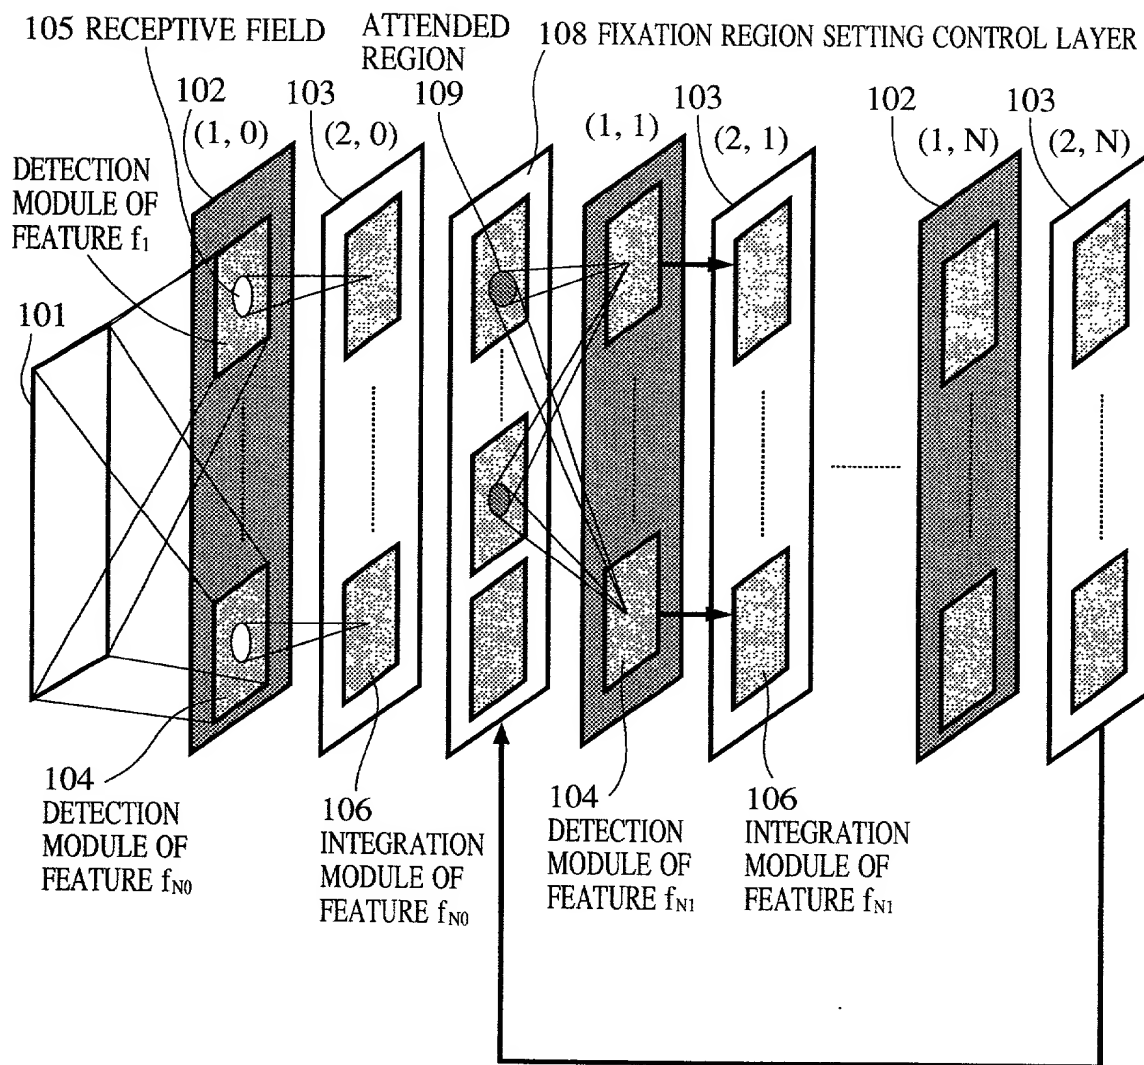 105 RECEPTIVE FIELD
ATTENDED
REGION
109
108 FIXATION REGION SETTING CONTROL LAYER
102
(1, 0)
103
(2, 0)
(1, 1)
103
(2, 1)
102
(1, N)
103
(2, N)
DETECTION
MODULE OF
FEATURE f1
101
104
DETECTION
MODULE OF
FEATURE fN0
106
INTEGRATION
MODULE OF
FEATURE fN0
104
DETECTION
MODULE OF
FEATURE fN1
106
INTEGRATION
MODULE OF
FEATURE fN1